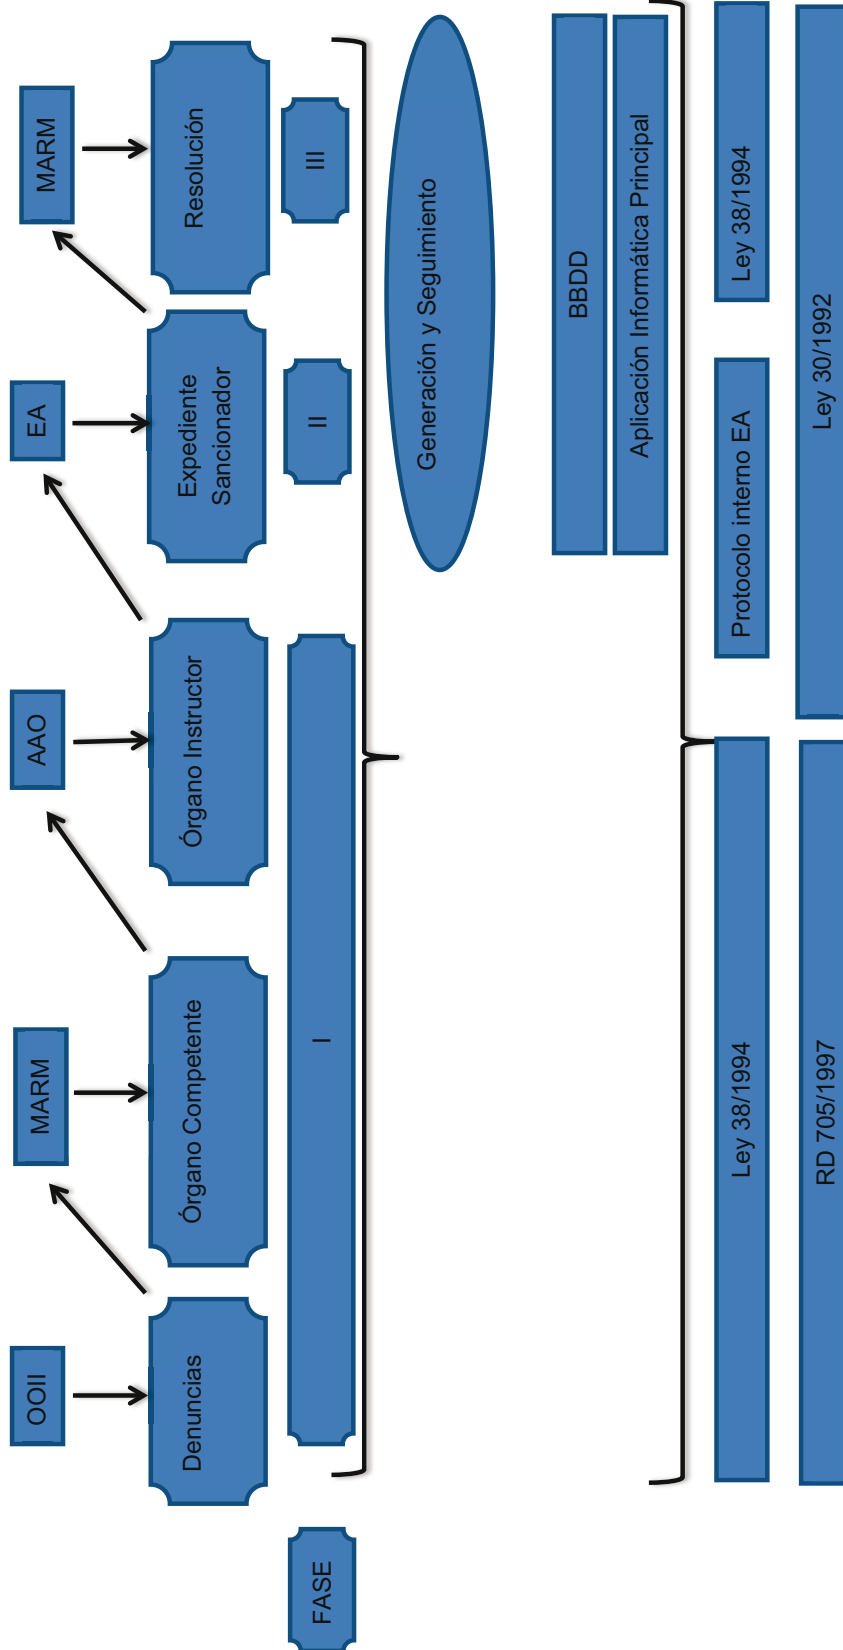 OOII
MARM
AAO
EA
MARM
Denuncias
Órgano Competente
Órgano Instructor
Expediente
Sancionador
Resolución
FASE
I
II
III
Generación y Seguimiento
BBDD
Aplicación Informática Principal
Ley 38/1994
Protocolo interno EA
Ley 38/1994
RD 705/1997
Ley 30/1992